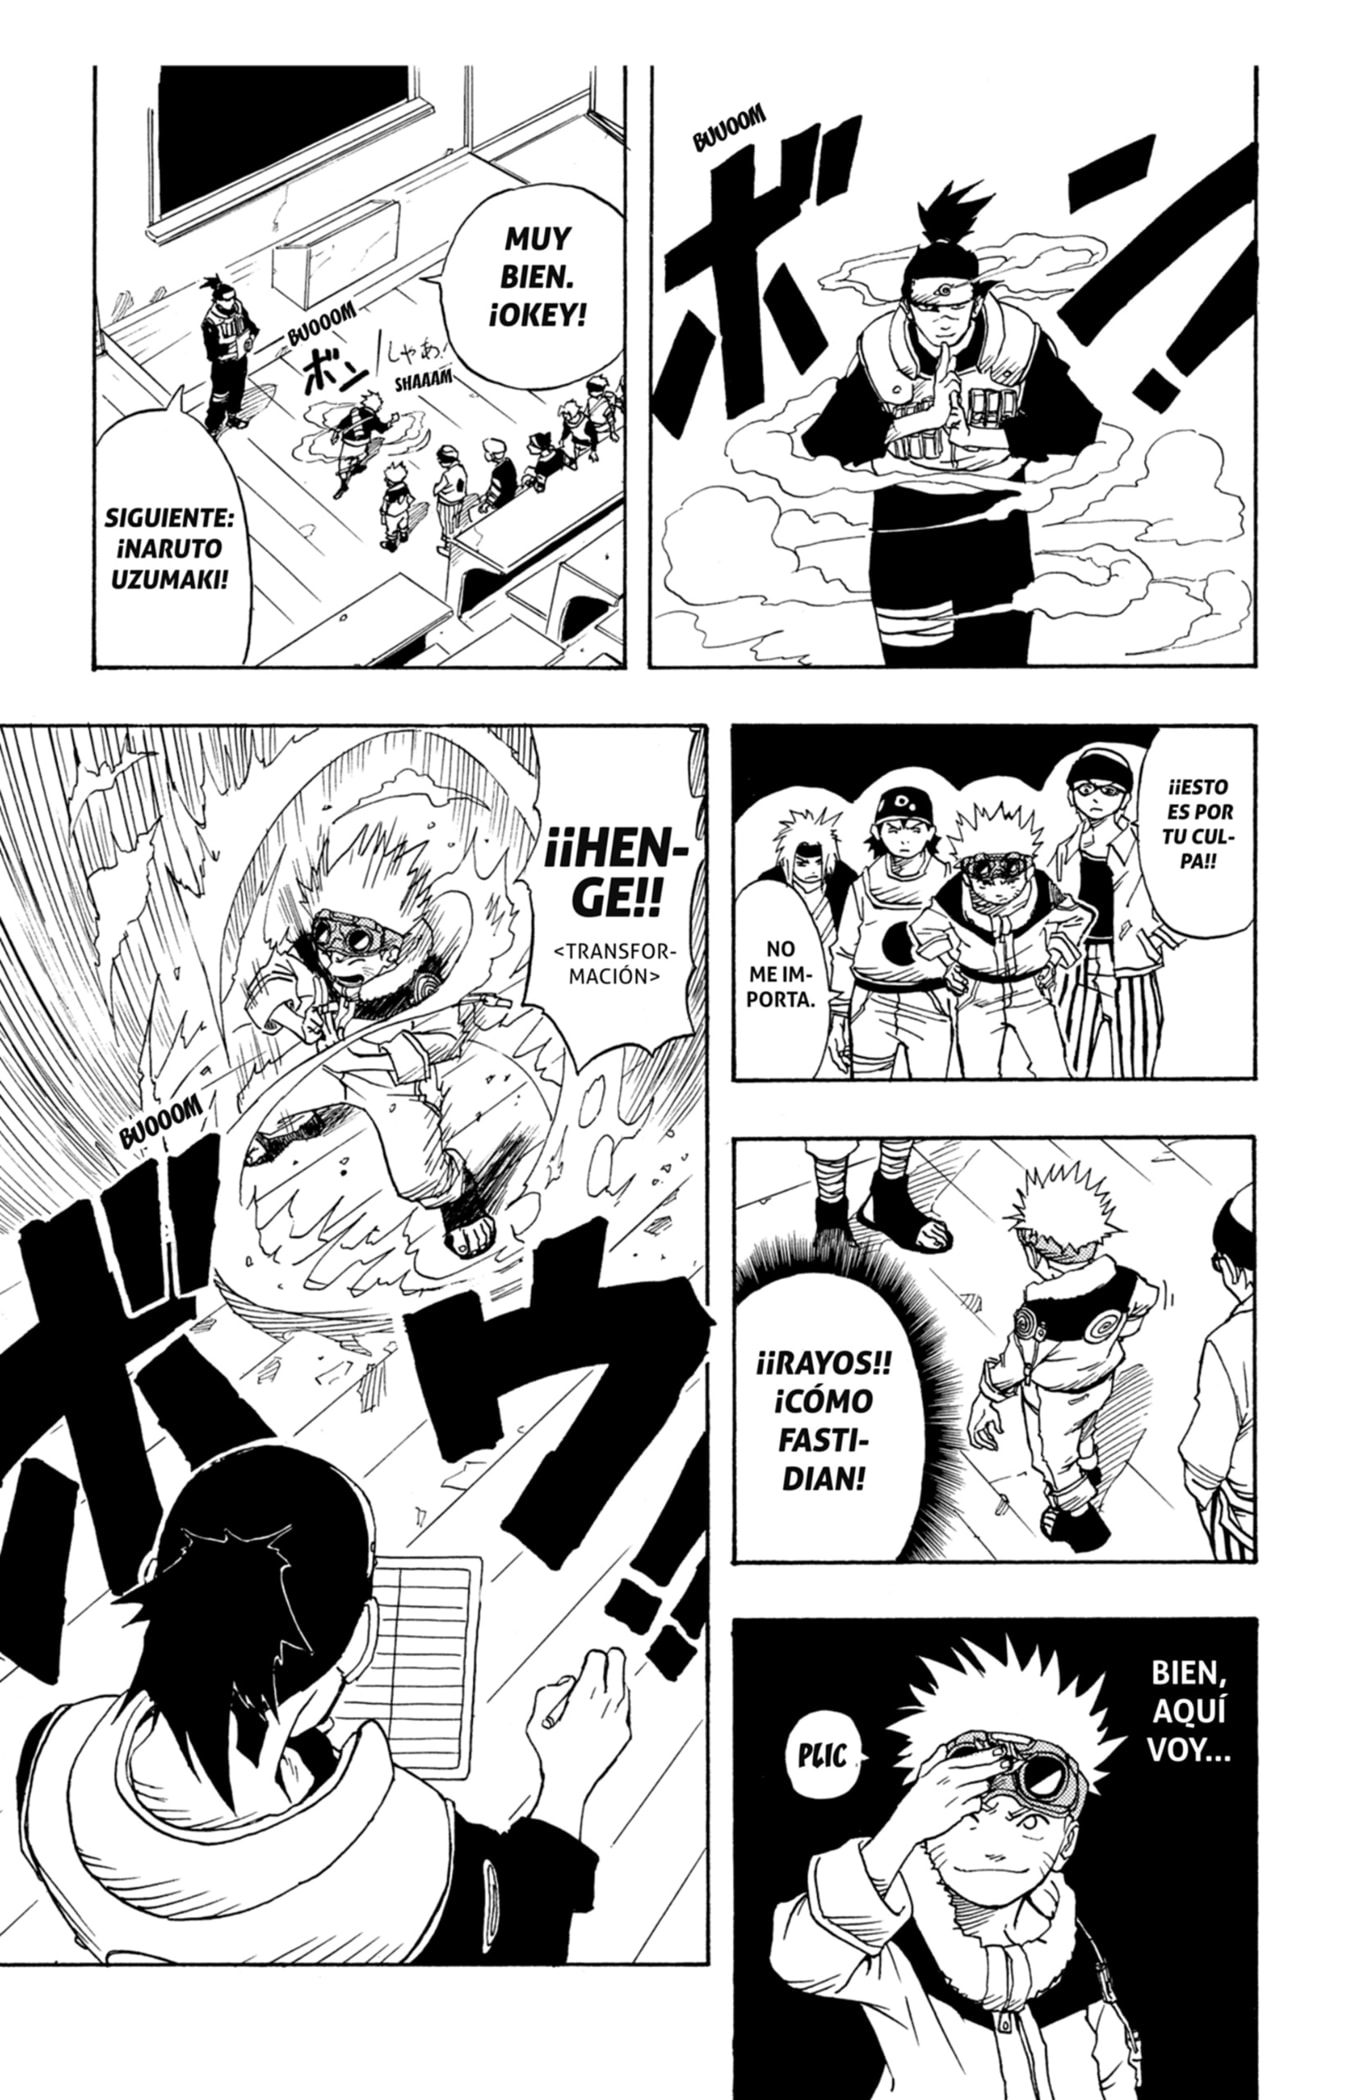 BUUOOM
ボン!!
MUY
BIEN.
¡OKEY!
BUOOOM
ボン
しゃあ!
SHAAAM
SIGUIENTE:
¡NARUTO
UZUMAKI!
¡¡ESTO
ES POR
TU CUL-
PA!!
NO
ME IM-
PORTA.
¡¡RAYOS!!
¡CÓMO
FASTI-
DIAN!
BIEN,
AQUÍ
VOY...
PLIC
¡¡HEN-
GE!!
<TRANSFOR-
MACIÓN>
BUOOOM
ボウ!!